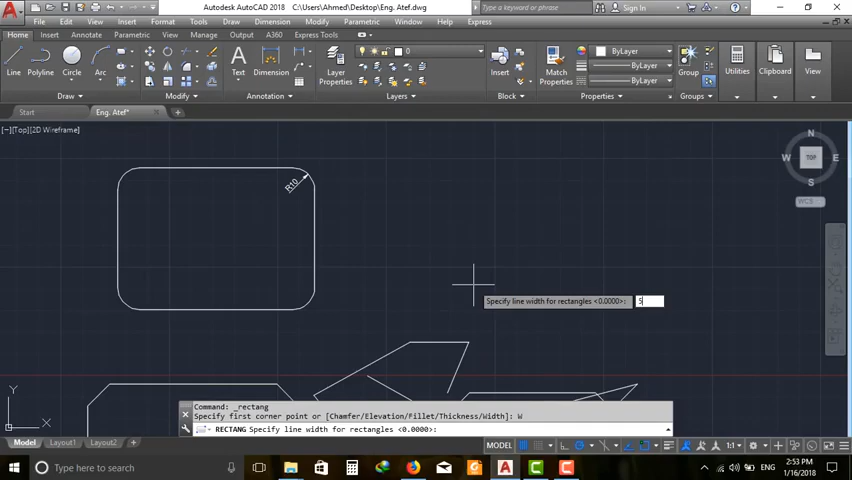 Autodesk AutoCAD 2018 C:\Users\Ahmed\Desktop\Eng. Atef.dwg
Type a keyword or phrase
Sign In
File Edit View Insert Format Tools Draw Dimension Modify Parametric Window Help Express
Home Insert Annotate Parametric View Manage Output A360 Express Tools
Line Polyline Circle Arc
Text Dimension
Layer Properties
0
Insert
Match Properties
ByLayer
ByLayer
ByLayer
Group
Utilities
Clipboard
View
Draw Modify Annotation Layers Block Properties Groups
Start Eng. Atef*
[−][Top][2D Wireframe]
N
W TOP E
S
WCS
R10
Specify line width for rectangles <0.0000>: 5
Y
X
Command: _rectang
Specify first corner point or [Chamfer/Elevation/Fillet/Thickness/Width]: W
RECTANG Specify line width for rectangles <0.0000>:
Model Layout1 Layout2
MODEL
1:1
Type here to search
ENG
2:53 PM
1/16/2018